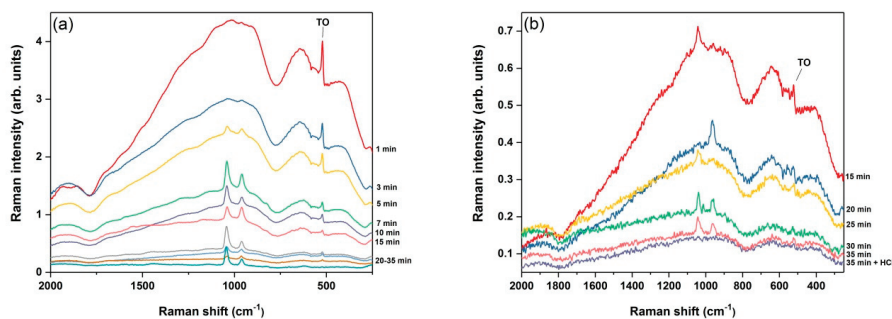 (a)
TO
Raman intensity (arb. units)
4
3
2
1
0
1 min
3 min
5 min
7 min
10 min
15 min
20-35 min
2000
1500
1000
500
Raman shift (cm-1)
(b)
TO
Raman intensity (arb. units)
0.7
0.6
0.5
0.4
0.3
0.2
0.1
15 min
20 min
25 min
30 min
35 min
35 min + HC
2000
1800
1600
1400
1200
1000
800
600
400
Raman shift (cm-1)